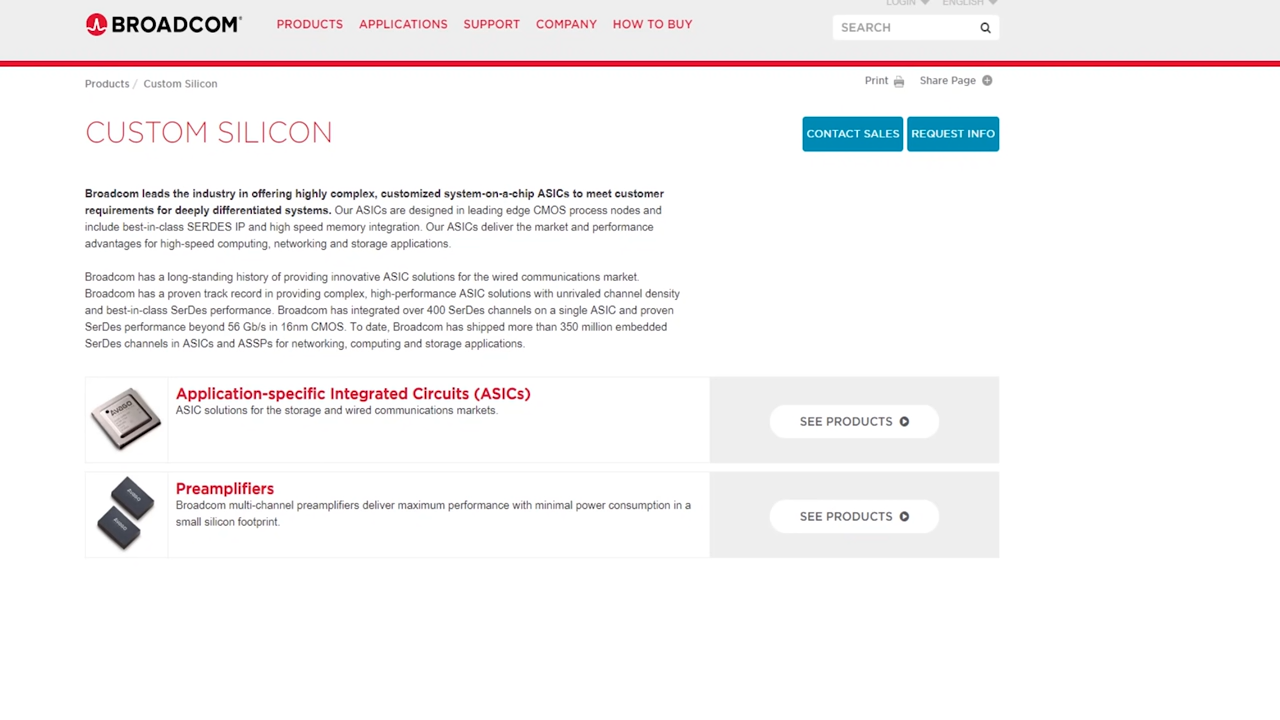 LOGIN ENGLISH
BROADCOM PRODUCTS APPLICATIONS SUPPORT COMPANY HOW TO BUY SEARCH
Products / Custom Silicon Print Share Page
CUSTOM SILICON
CONTACT SALES REQUEST INFO
Broadcom leads the industry in offering highly complex, customized system-on-a-chip ASICs to meet customer
requirements for deeply differentiated systems. Our ASICs are designed in leading edge CMOS process nodes and
include best-in-class SERDES IP and high speed memory integration. Our ASICs deliver the market and performance
advantages for high-speed computing, networking and storage applications.
Broadcom has a long-standing history of providing innovative ASIC solutions for the wired communications market.
Broadcom has a proven track record in providing complex, high-performance ASIC solutions with unrivaled channel density
and best-in-class SerDes performance. Broadcom has integrated over 400 SerDes channels on a single ASIC and proven
SerDes performance beyond 56 Gb/s in 16nm CMOS. To date, Broadcom has shipped more than 350 million embedded
SerDes channels in ASICs and ASSPs for networking, computing and storage applications.
Application-specific Integrated Circuits (ASICs)
ASIC solutions for the storage and wired communications markets.
SEE PRODUCTS
AVAGO
Preamplifiers
Broadcom multi-channel preamplifiers deliver maximum performance with minimal power consumption in a
small silicon footprint.
SEE PRODUCTS
AVAGO
AVAGO